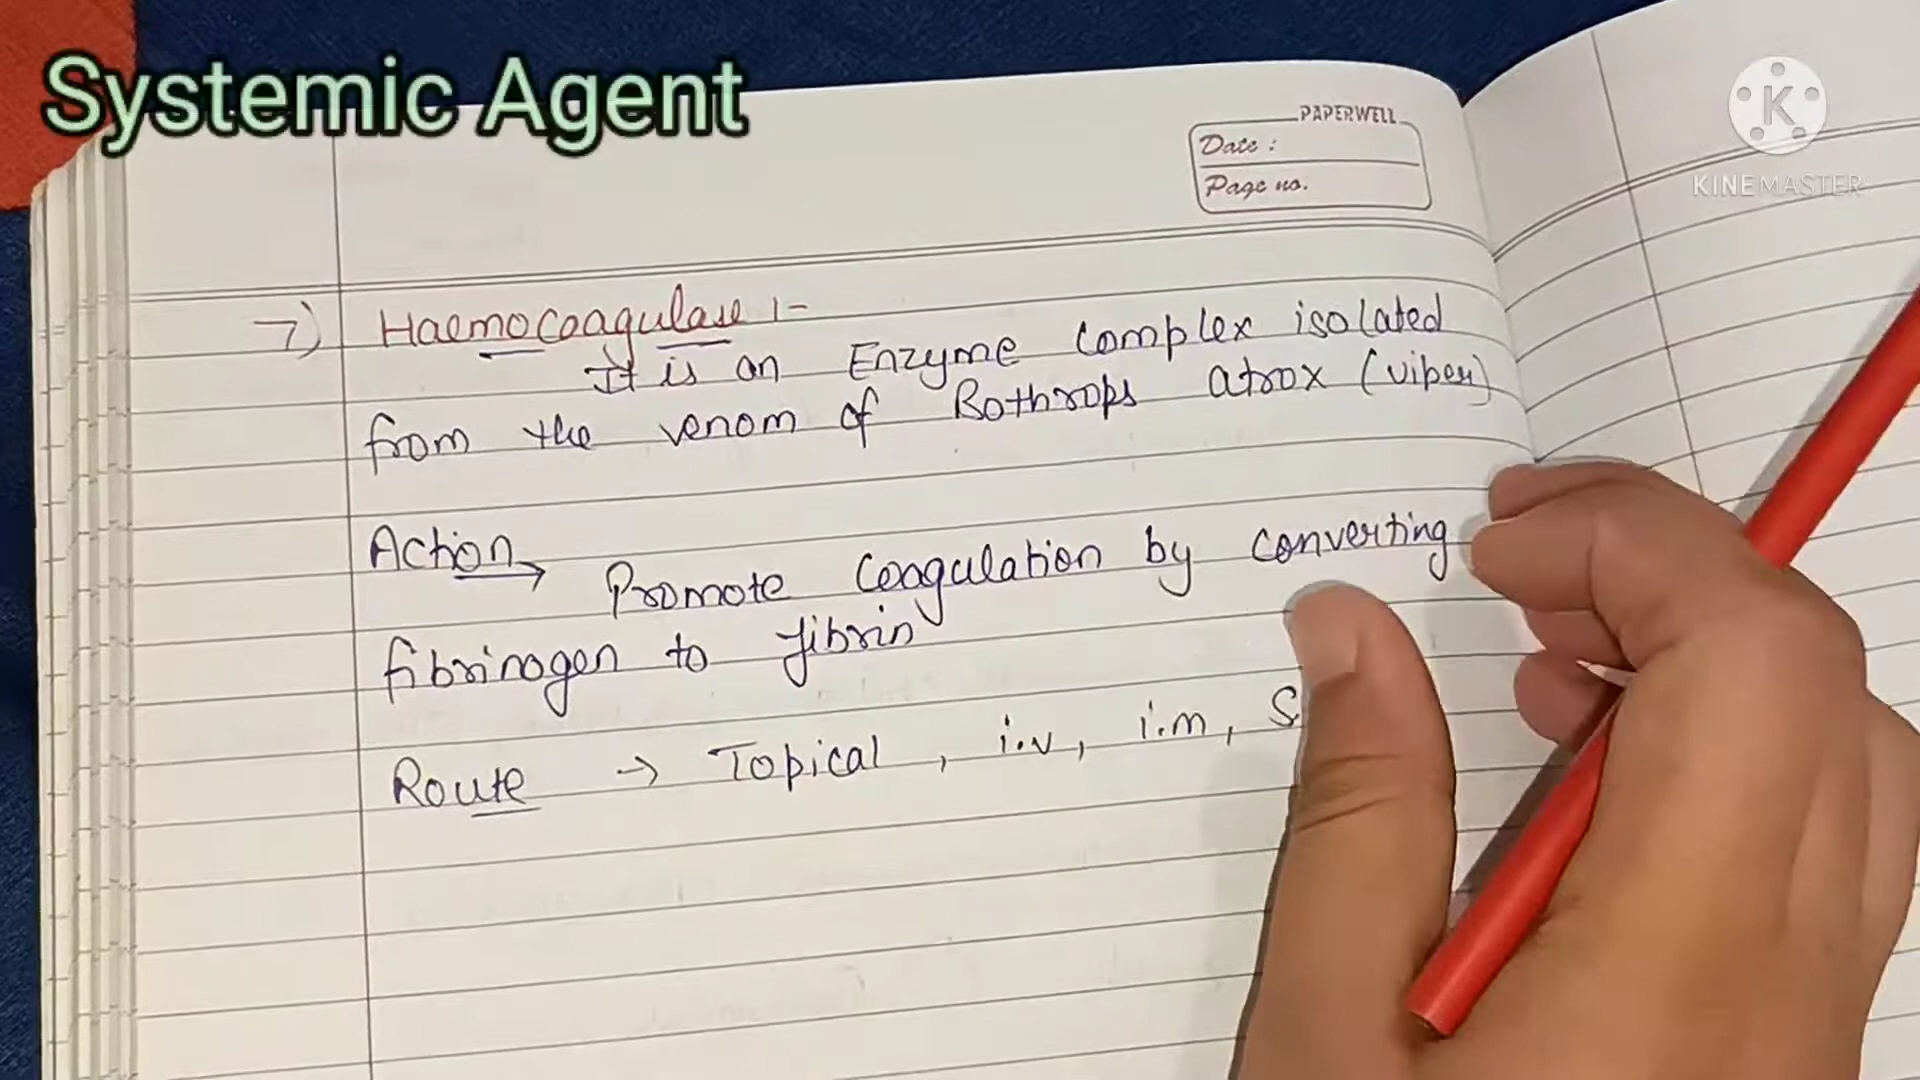 Systemic Agent
PAPERWELL
Date :
Page no.
KINEMASTER
7) Haemocoagulase :-
It is an Enzyme Complex isolated
from the venom of Bothrops atrox (viper)
Action → Promote Coagulation by converting
fibrinogen to fibrin
Route → Topical , i.v, i.m, S